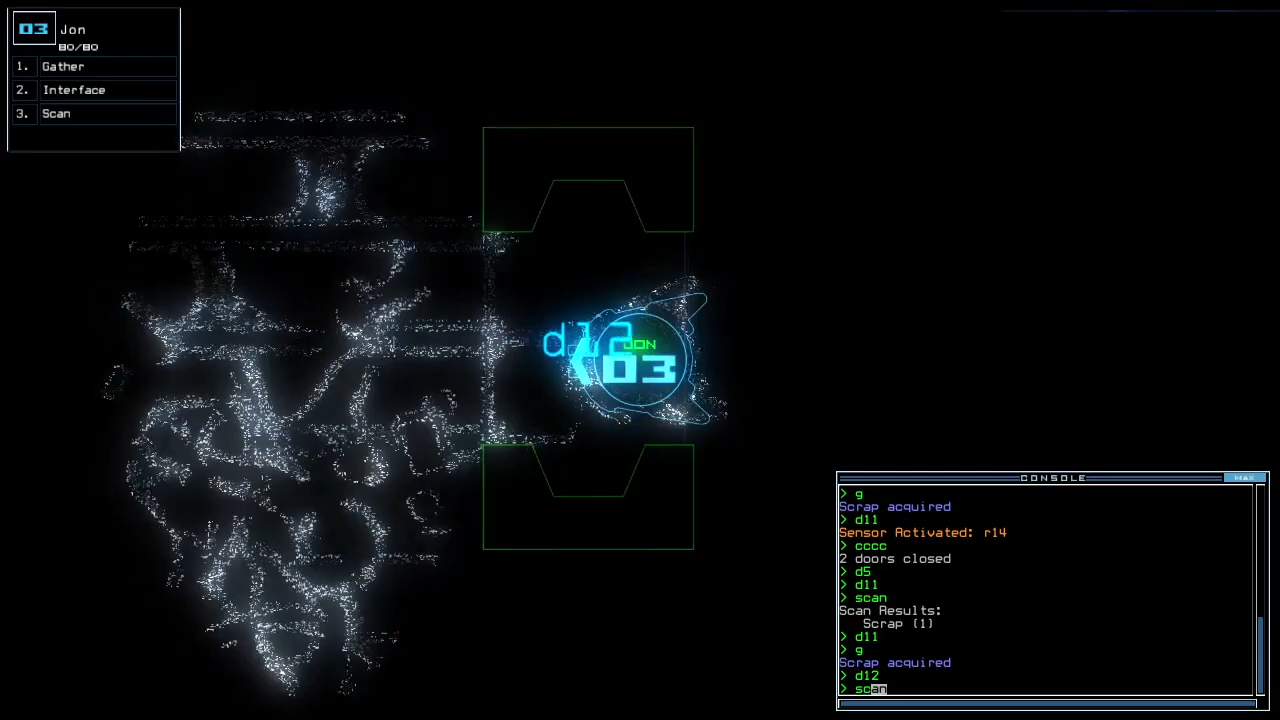 03 Jon
80/80
1. Gather
2. Interface
3. Scan
d12
JON
03
CONSOLE
MAX
> g
Scrap acquired
> d11
Sensor Activated: r14
> cccc
2 doors closed
> d5
> d11
> scan
Scan Results:
Scrap (1)
> d11
> g
Scrap acquired
> d12
> scan